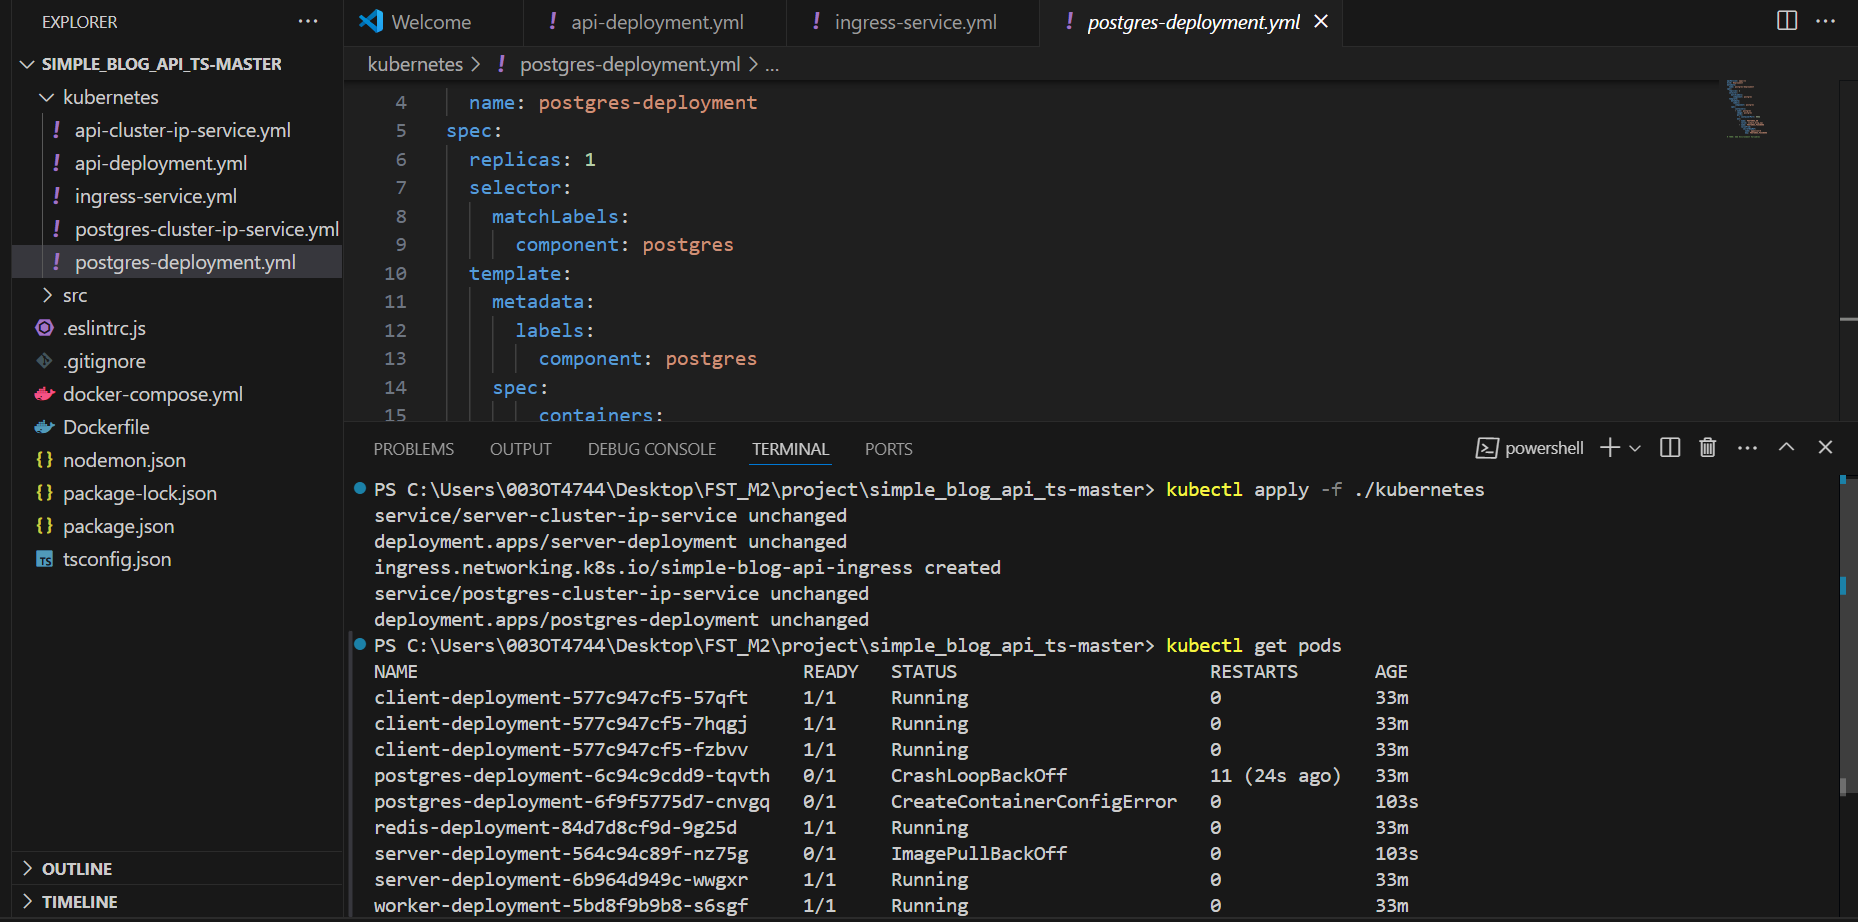 EXPLORER
SIMPLE_BLOG_API_TS-MASTER
kubernetes
api-cluster-ip-service.yml
api-deployment.yml
ingress-service.yml
postgres-cluster-ip-service.yml
postgres-deployment.yml
src
.eslintrc.js
.gitignore
docker-compose.yml
Dockerfile
nodemon.json
package-lock.json
package.json
tsconfig.json
OUTLINE
TIMELINE
Welcome
api-deployment.yml
ingress-service.yml
postgres-deployment.yml
kubernetes > ! postgres-deployment.yml > ...
4 name: postgres-deployment
5 spec:
6 replicas: 1
7 selector:
8 matchLabels:
9 component: postgres
10 template:
11 metadata:
12 labels:
13 component: postgres
14 spec:
15 containers:
PROBLEMS OUTPUT DEBUG CONSOLE TERMINAL PORTS
powershell
PS C:\Users\003OT4744\Desktop\FST_M2\project\simple_blog_api_ts-master> kubectl apply -f ./kubernetes
service/server-cluster-ip-service unchanged
deployment.apps/server-deployment unchanged
ingress.networking.k8s.io/simple-blog-api-ingress created
service/postgres-cluster-ip-service unchanged
deployment.apps/postgres-deployment unchanged
PS C:\Users\003OT4744\Desktop\FST_M2\project\simple_blog_api_ts-master> kubectl get pods
NAME READY STATUS RESTARTS AGE
client-deployment-577c947cf5-57qft 1/1 Running 0 33m
client-deployment-577c947cf5-7hqgj 1/1 Running 0 33m
client-deployment-577c947cf5-fzbvv 1/1 Running 0 33m
postgres-deployment-6c94c9cdd9-tqvth 0/1 CrashLoopBackOff 11 (24s ago) 33m
postgres-deployment-6f9f5775d7-cnvgq 0/1 CreateContainerConfigError 0 103s
redis-deployment-84d7d8cf9d-9g25d 1/1 Running 0 33m
server-deployment-564c94c89f-nz75g 0/1 ImagePullBackOff 0 103s
server-deployment-6b964d949c-wwgxr 1/1 Running 0 33m
worker-deployment-5bd8f9b9b8-s6sgf 1/1 Running 0 33m